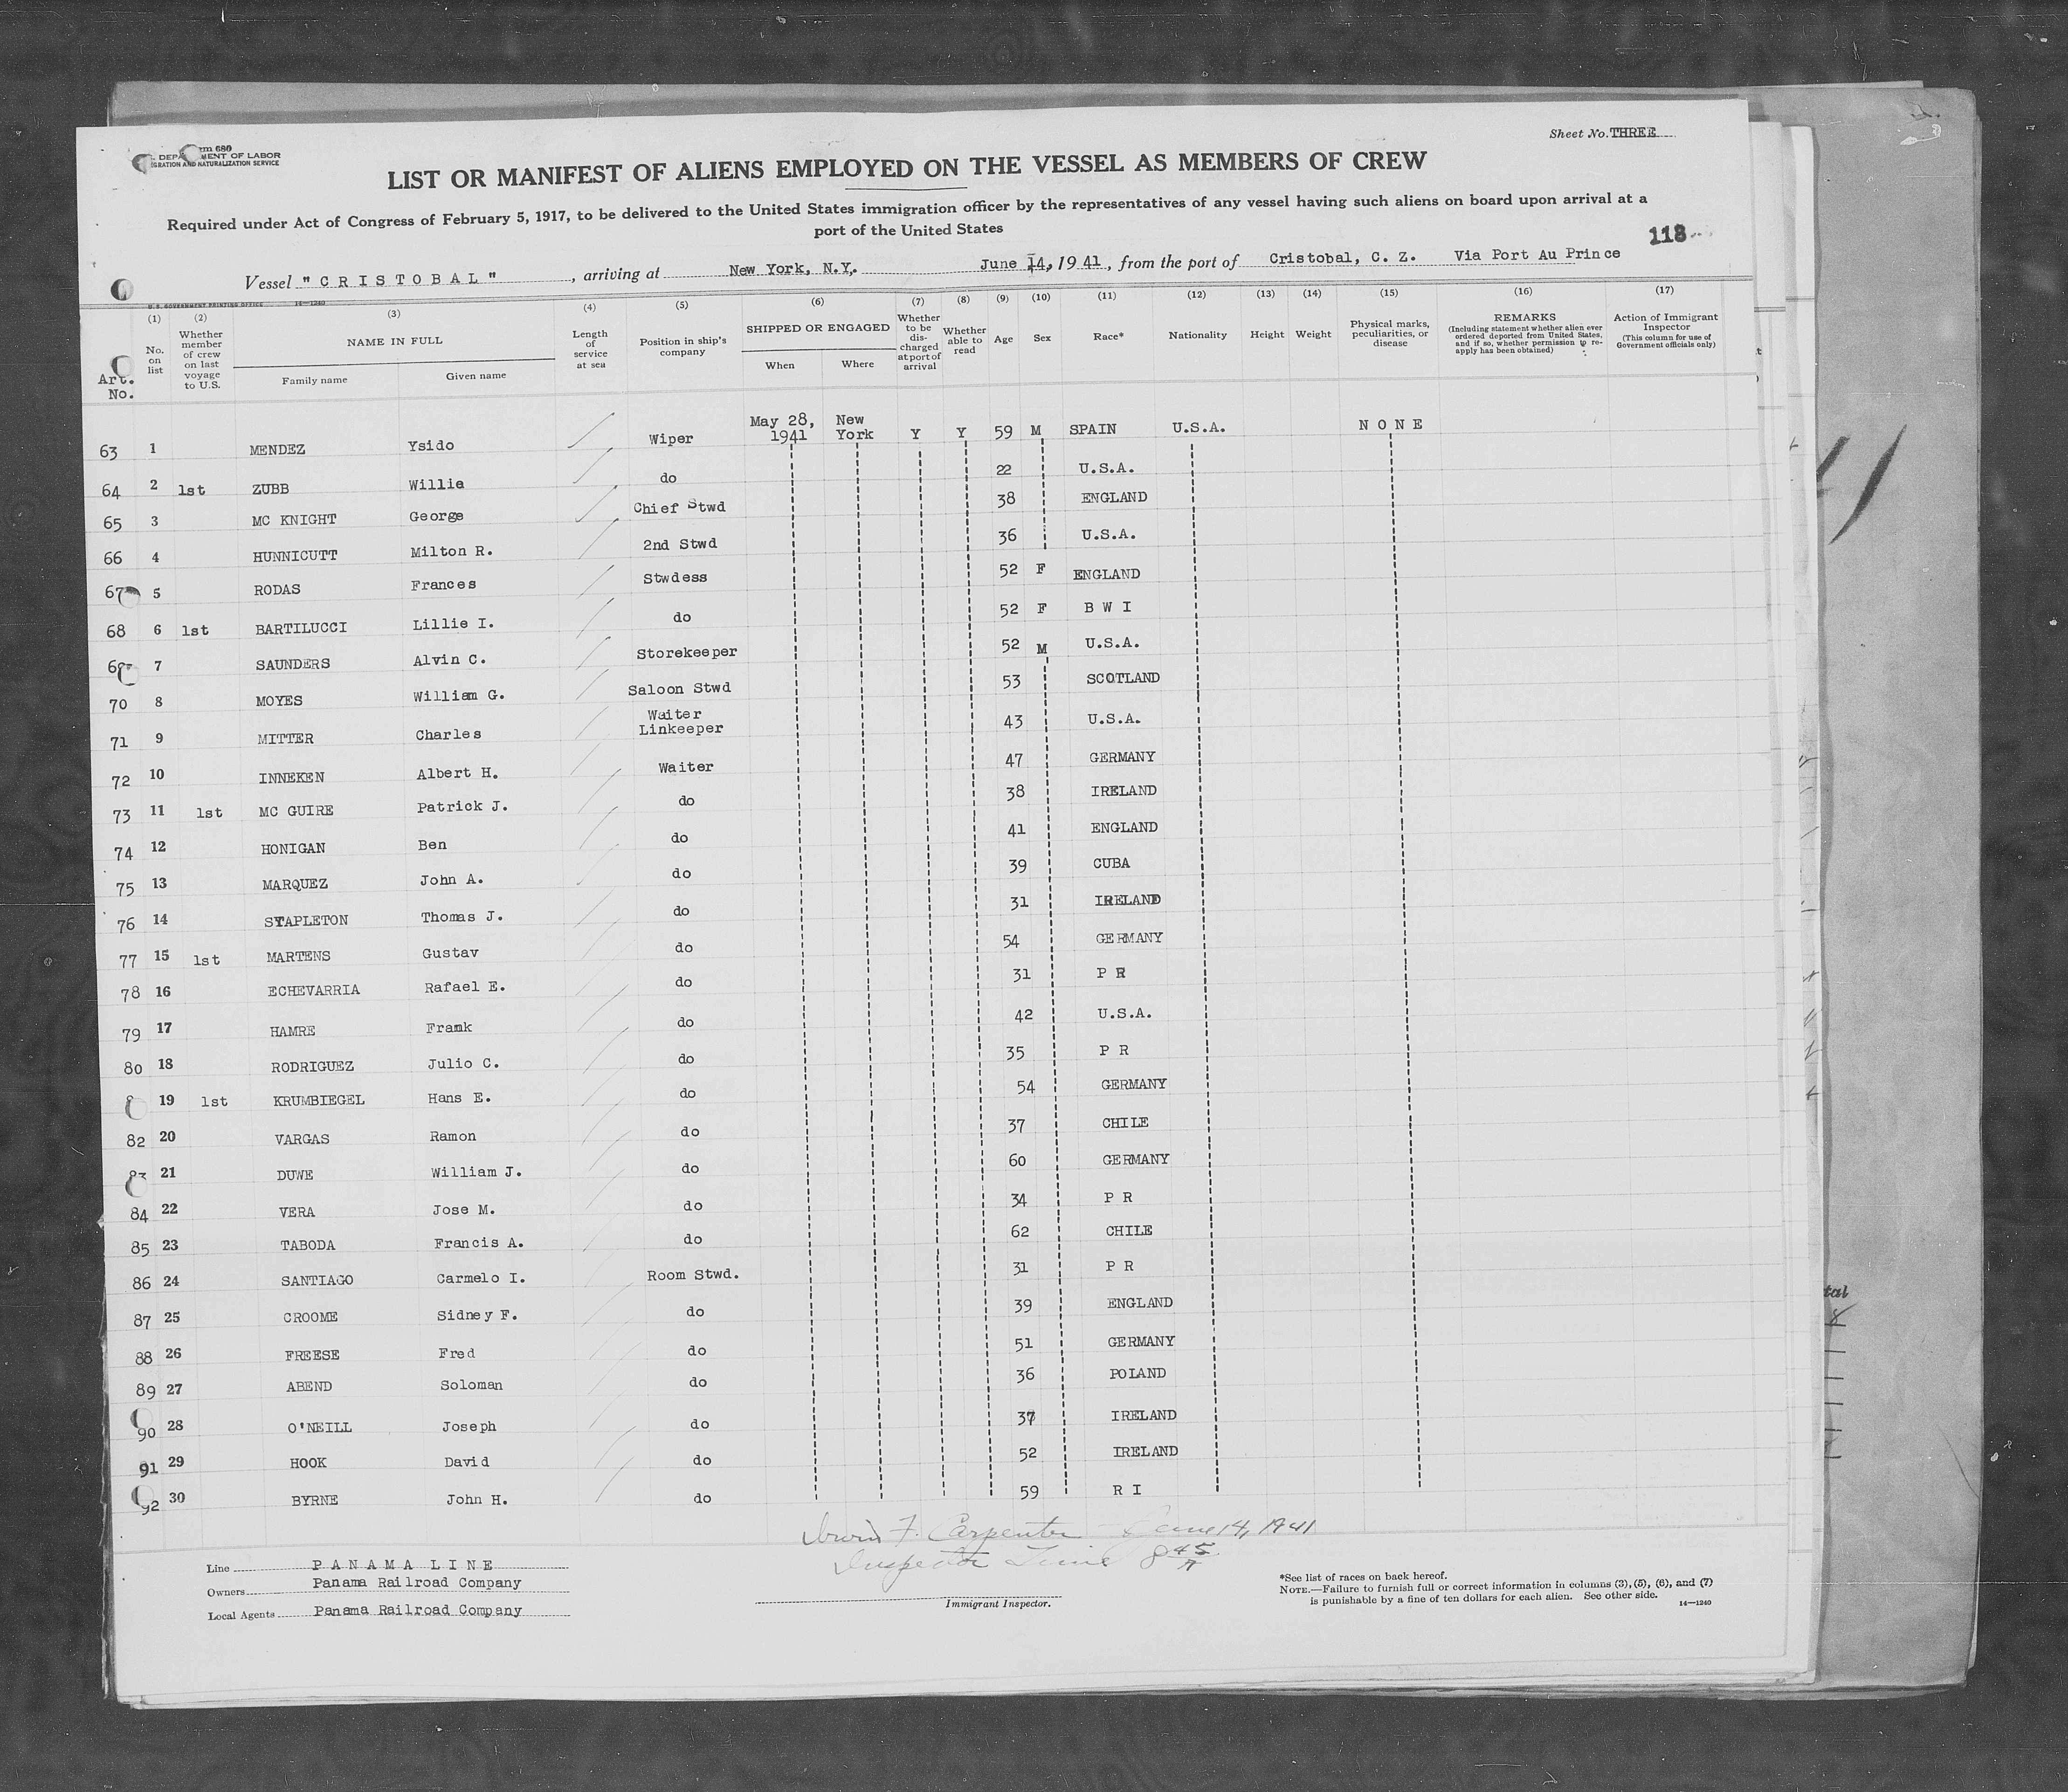 Sheet No. THREE
rm 680
. DEPA MENT OF LABOR
IGRATION AND NATURALIZATION SERVICE
LIST OR MANIFEST OF ALIENS EMPLOYED ON THE VESSEL AS MEMBERS OF CREW
Required under Act of Congress of February 5, 1917, to be delivered to the United States immigration officer by the representatives of any vessel having such aliens on board upon arrival at a
port of the United States
118
Vessel "CRISTOBAL", arriving at New York, N.Y. June 14, 1941, from the port of Cristobal, C. Z. Via Port Au Prince
U.S. GOVERNMENT PRINTING OFFICE 14—1240
Art. No.
(1) No. on list
(2) Whether member of crew on last voyage to U.S.
(3) NAME IN FULL Family name Given name
(4) Length of service at sea
(5) Position in ship's company
(6) SHIPPED OR ENGAGED When Where
(7) Whether to be discharged at port of arrival
(8) Whether able to read
(9) Age
(10) Sex
(11) Race*
(12) Nationality
(13) Height
(14) Weight
(15) Physical marks, peculiarities, or disease
(16) REMARKS (Including statement whether alien ever ordered deported from United States, and if so, whether permission to re-apply has been obtained)
(17) Action of Immigrant Inspector (This column for use of Government officials only)
63 1 MENDEZ Ysido Wiper May 28, 1941 New York Y Y 59 M SPAIN U.S.A. NONE
64 2 1st ZUBB Willie do 22 U.S.A.
65 3 MC KNIGHT George Chief Stwd 38 ENGLAND
66 4 HUNNICUTT Milton R. 2nd Stwd 36 U.S.A.
67 5 RODAS Frances Stwdess 52 F ENGLAND
68 6 1st BARTILUCCI Lillie I. do 52 F B W I
69 7 SAUNDERS Alvin C. Storekeeper 52 M U.S.A.
70 8 MOYES William G. Saloon Stwd 53 SCOTLAND
71 9 MITTER Charles Waiter Linkeeper 43 U.S.A.
72 10 INNEKEN Albert H. Waiter 47 GERMANY
73 11 1st MC GUIRE Patrick J. do 38 IRELAND
74 12 HONIGAN Ben do 41 ENGLAND
75 13 MARQUEZ John A. do 39 CUBA
76 14 STAPLETON Thomas J. do 31 IRELAND
77 15 1st MARTENS Gustav do 54 GERMANY
78 16 ECHEVARRIA Rafael E. do 31 P R
79 17 HAMRE Frank do 42 U.S.A.
80 18 RODRIGUEZ Julio C. do 35 P R
8 19 1st KRUMBIEGEL Hans E. do 54 GERMANY
82 20 VARGAS Ramon do 37 CHILE
83 21 DUWE William J. do 60 GERMANY
84 22 VERA Jose M. do 34 P R
85 23 TABODA Francis A. do 62 CHILE
86 24 SANTIAGO Carmelo I. Room Stwd. 31 P R
87 25 CROOME Sidney F. do 39 ENGLAND
88 26 FREESE Fred do 51 GERMANY
89 27 ABEND Soloman do 36 POLAND
90 28 O'NEILL Joseph do 37 IRELAND
91 29 HOOK David do 52 IRELAND
92 30 BYRNE John H. do 59 R I
F. Carpenter June 14, 1941
Inspector Time 8 45 A
Line PANAMA LINE
Owners Panama Railroad Company
Local Agents Panama Railroad Company
Immigrant Inspector.
*See list of races on back hereof.
NOTE.—Failure to furnish full or correct information in columns (3), (5), (6), and (7)
is punishable by a fine of ten dollars for each alien. See other side.
14—1240
tal